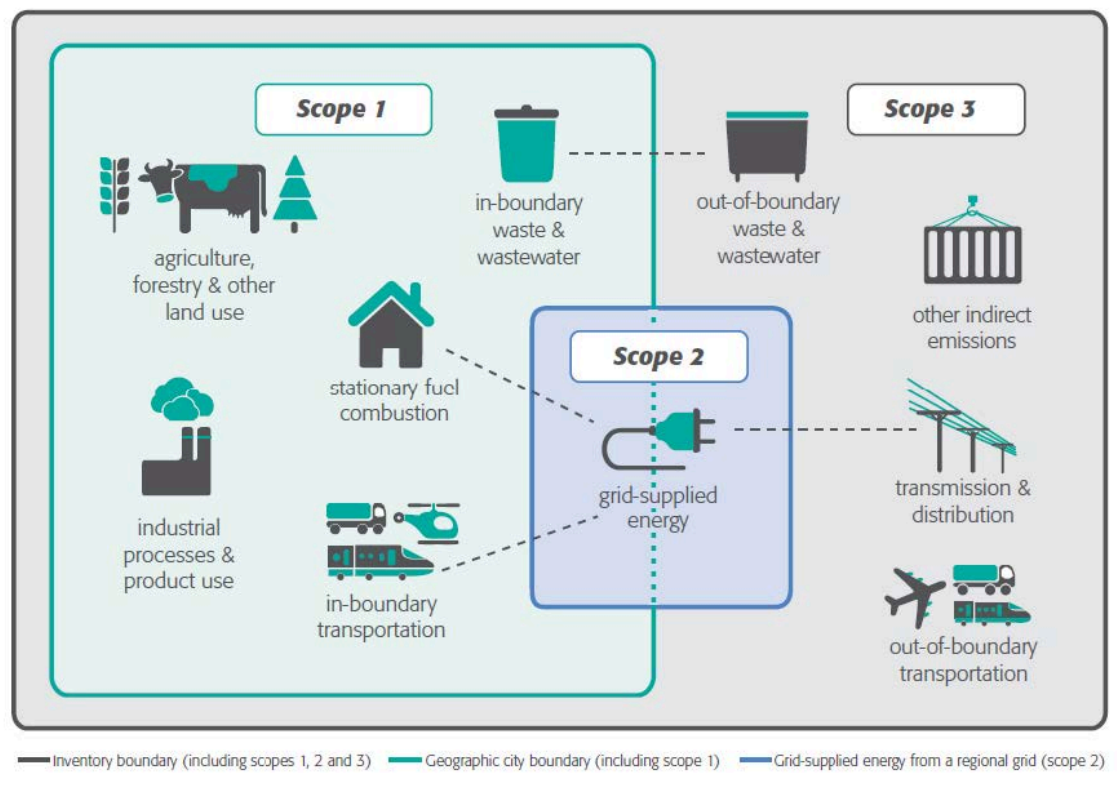 Scope 1
Scope 3
in-boundary
waste &
wastewater
out-of-boundary
waste &
wastewater
agriculture,
forestry & other
land use
other indirect
emissions
Scope 2
stationary fuel
combustion
grid-supplied
energy
transmission &
distribution
industrial
processes &
product use
in-boundary
transportation
out-of-boundary
transportation
Inventory boundary (including scopes 1, 2 and 3)
Geographic city boundary (including scope 1)
Grid-supplied energy from a regional grid (scope 2)